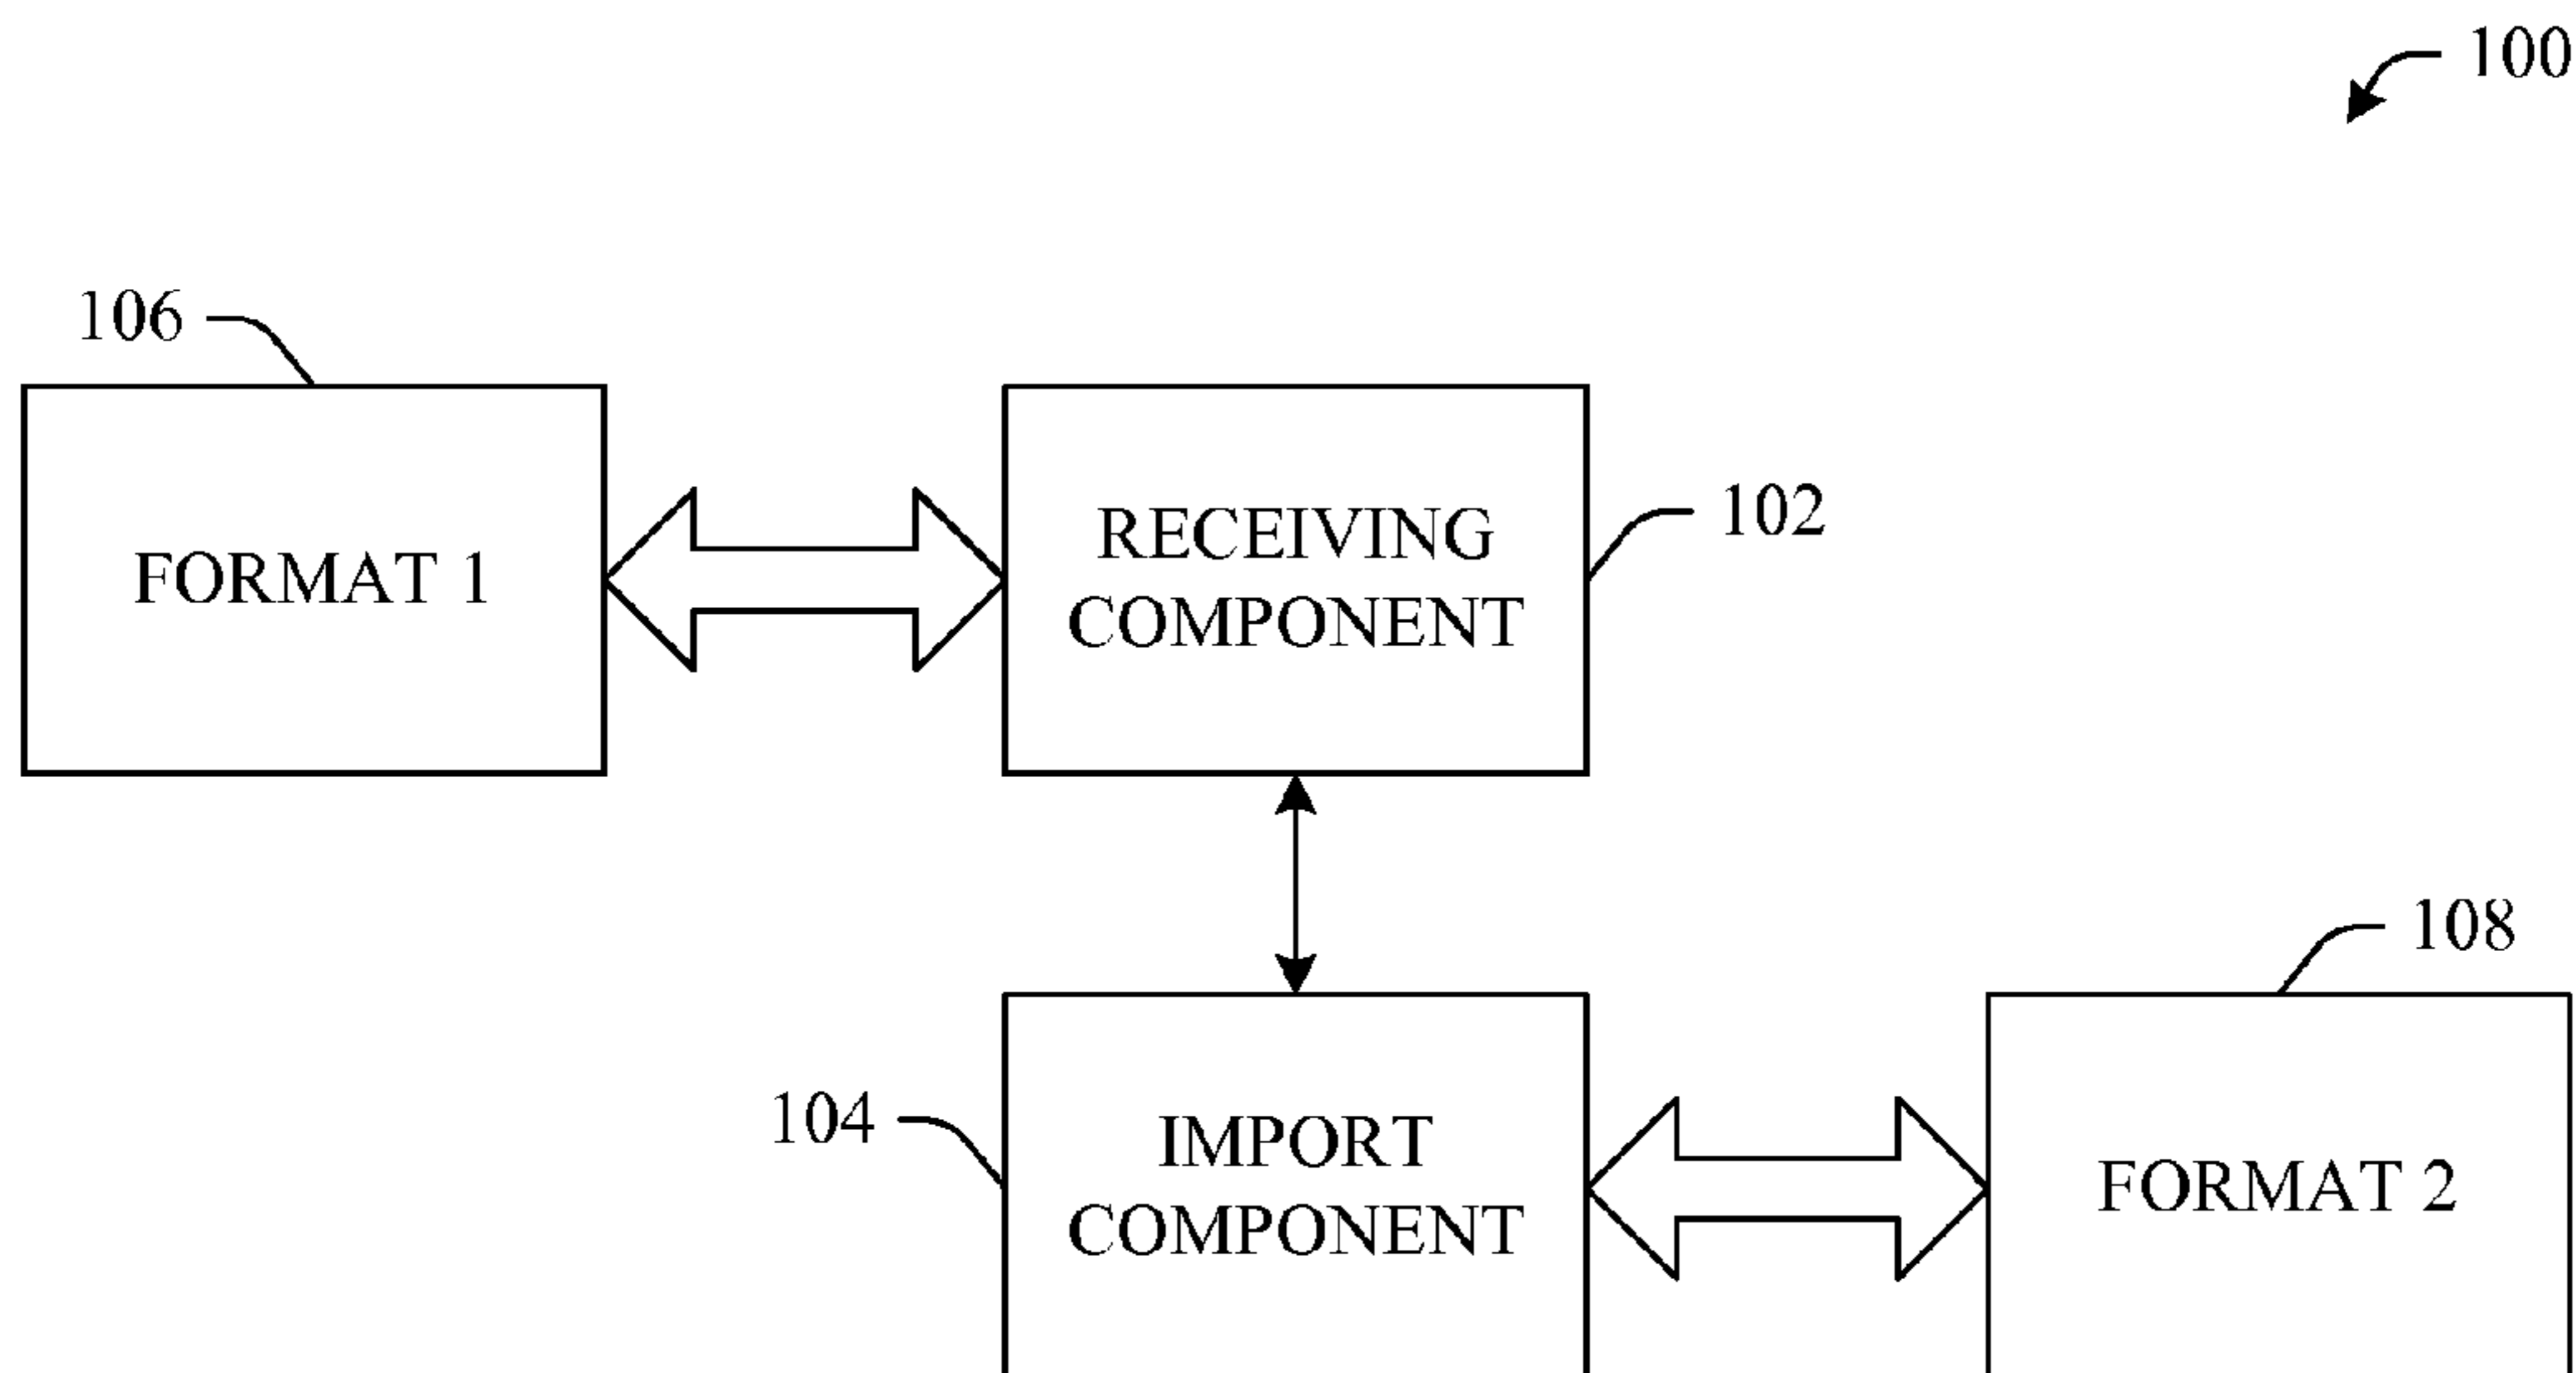 100
106
FORMAT 1
RECEIVING
COMPONENT
102
108
104
IMPORT
COMPONENT
FORMAT 2